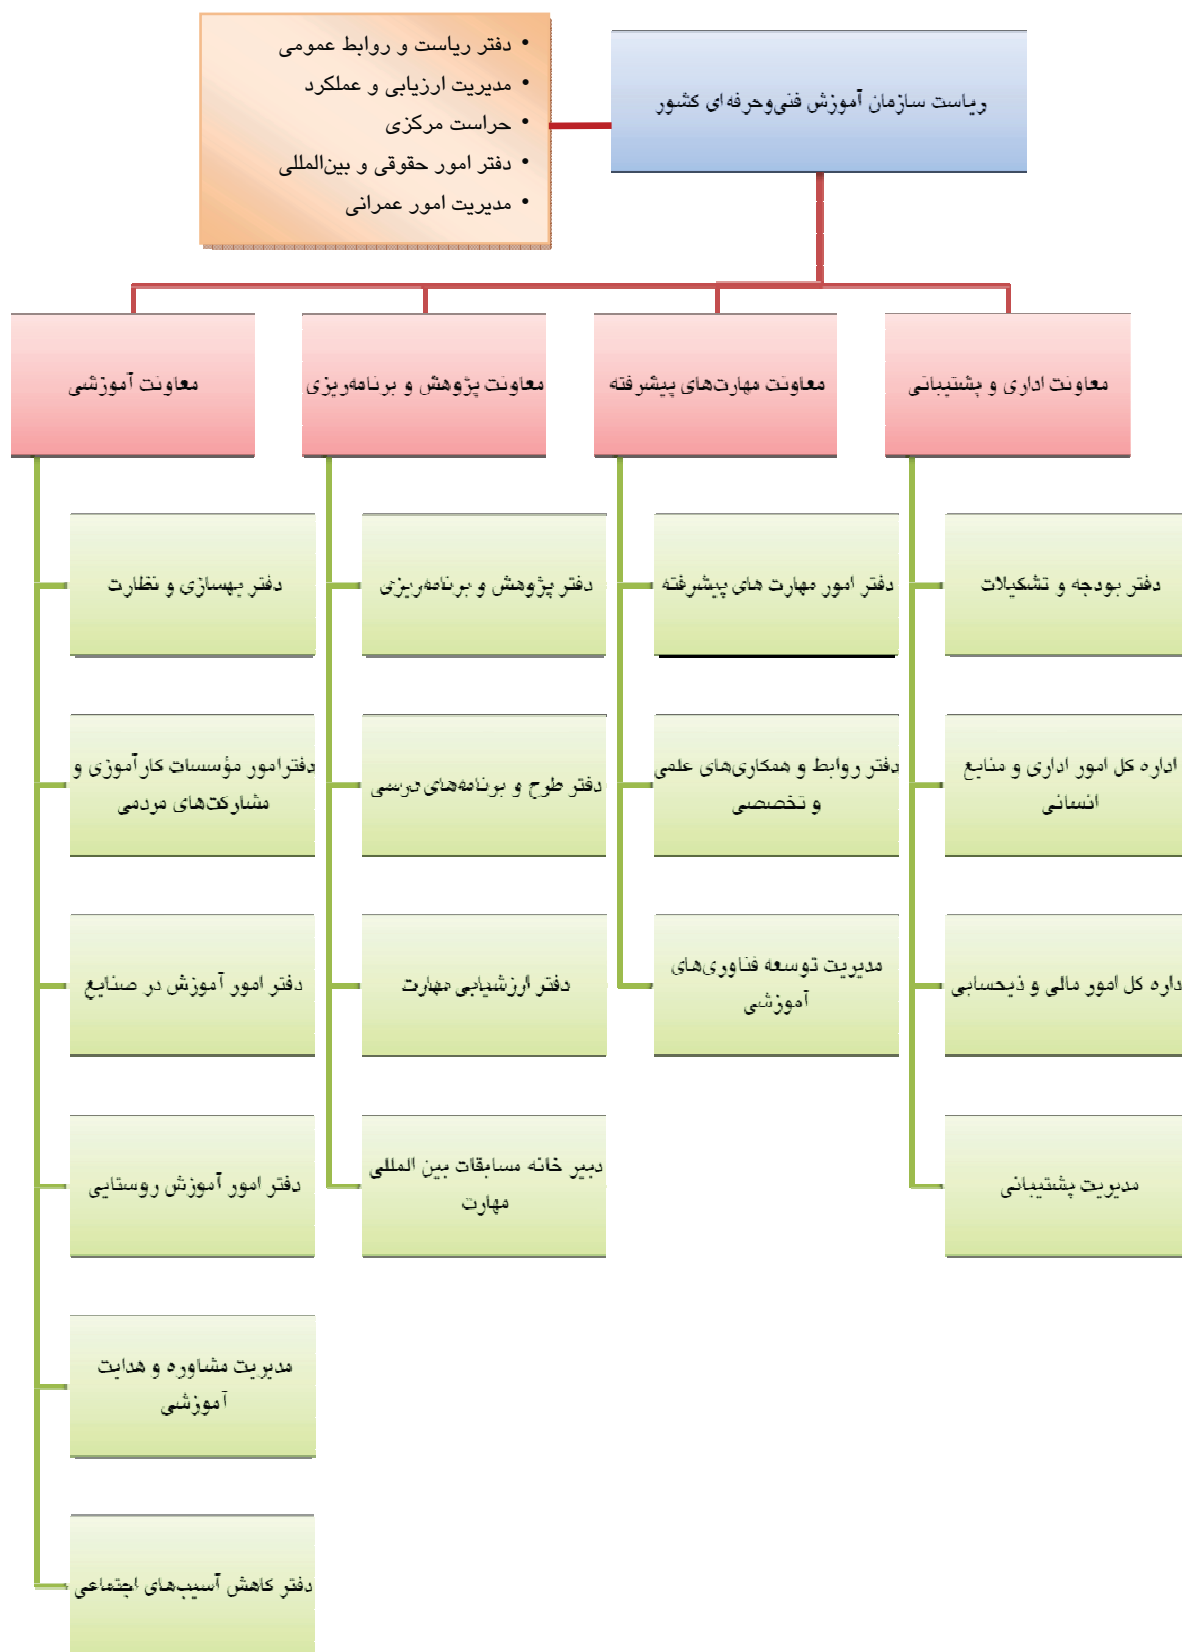 ریاست سازمان آموزش فنی‌وحرفه‌ای کشور
• دفتر ریاست و روابط عمومی
• مدیریت ارزیابی و عملکرد
• حراست مرکزی
• دفتر امور حقوقی و بین‌المللی
• مدیریت امور عمرانی
معاونت اداری و پشتیبانی
دفتر بودجه و تشکیلات
اداره کل امور اداری و منابع
انسانی
داره کل امور مالی و ذیحسابی
مدیریت پشتیبانی
معاونت مهارت‌های پیشرفته
دفتر امور مهارت های پیشرفته
دفتر روابط و همکاری‌های علمی
و تخصصی
مدیریت توسعه فناوری‌های
آموزشی
معاونت پژوهش و برنامه‌ریزی
دفتر پژوهش و برنامه‌ریزی
دفتر طرح و برنامه‌های درسی
دفتر ارزشیابی مهارت
دبیر خانه مسابقات بین المللی
مهارت
معاونت آموزشی
دفتر بهسازی و نظارت
دفترامور مؤسسات کارآموزی و
مشارکت‌های مردمی
دفتر امور آموزش در صنایع
دفتر امور آموزش روستایی
مدیریت مشاوره و هدایت
آموزشی
دفتر کاهش آسیب‌های اجتماعی